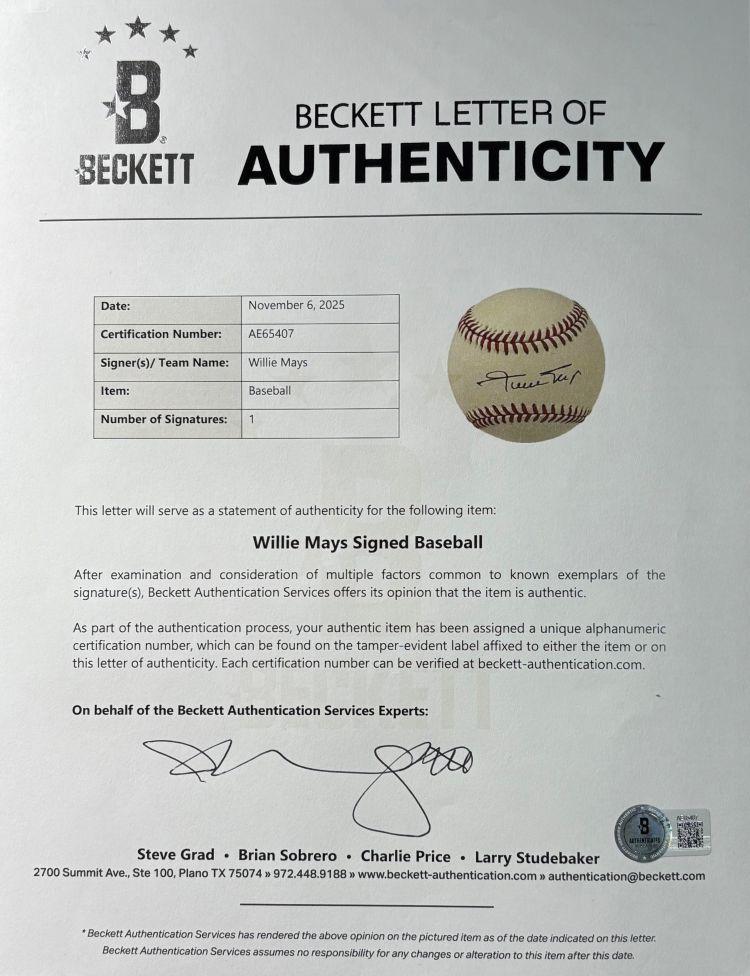 B
BECKETT
BECKETT LETTER OF
AUTHENTICITY
Date: November 6, 2025
Certification Number: AE65407
Signer(s)/ Team Name: Willie Mays
Item: Baseball
Number of Signatures: 1
Willie Mays
This letter will serve as a statement of authenticity for the following item:
Willie Mays Signed Baseball
After examination and consideration of multiple factors common to known exemplars of the
signature(s), Beckett Authentication Services offers its opinion that the item is authentic.
As part of the authentication process, your authentic item has been assigned a unique alphanumeric
certification number, which can be found on the tamper-evident label affixed to either the item or on
this letter of authenticity. Each certification number can be verified at beckett-authentication.com.
On behalf of the Beckett Authentication Services Experts:
B
AUTHENTICATED
Steve Grad • Brian Sobrero • Charlie Price • Larry Studebaker
2700 Summit Ave., Ste 100, Plano TX 75074 » 972.448.9188 » www.beckett-authentication.com » authentication@beckett.com
* Beckett Authentication Services has rendered the above opinion on the pictured item as of the date indicated on this letter.
Beckett Authentication Services assumes no responsibility for any changes or alteration to this item after this date.